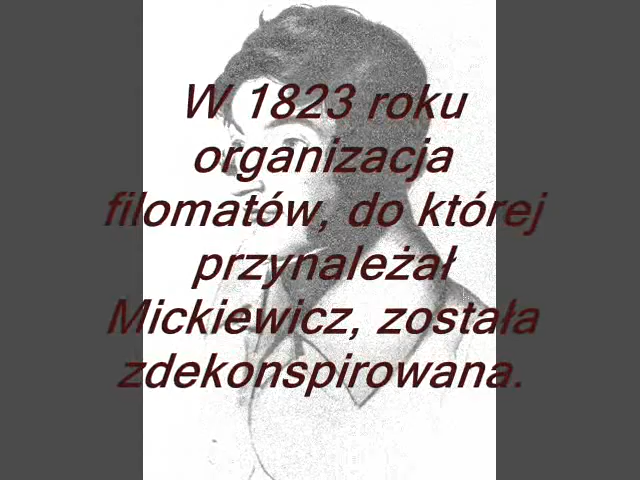 W 1823 roku
organizacja
filomatów, do której
przynależał
Mickiewicz, została
zdekonspirowana.